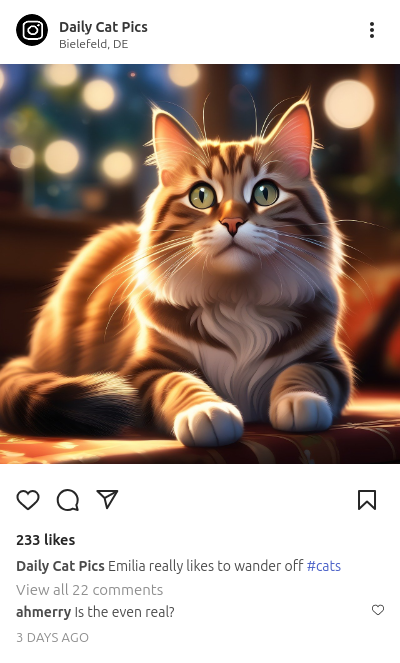 Daily Cat Pics
Bielefeld, DE
233 likes
Daily Cat Pics Emilia really likes to wander off #cats
View all 22 comments
ahmerry Is the even real?
3 DAYS AGO